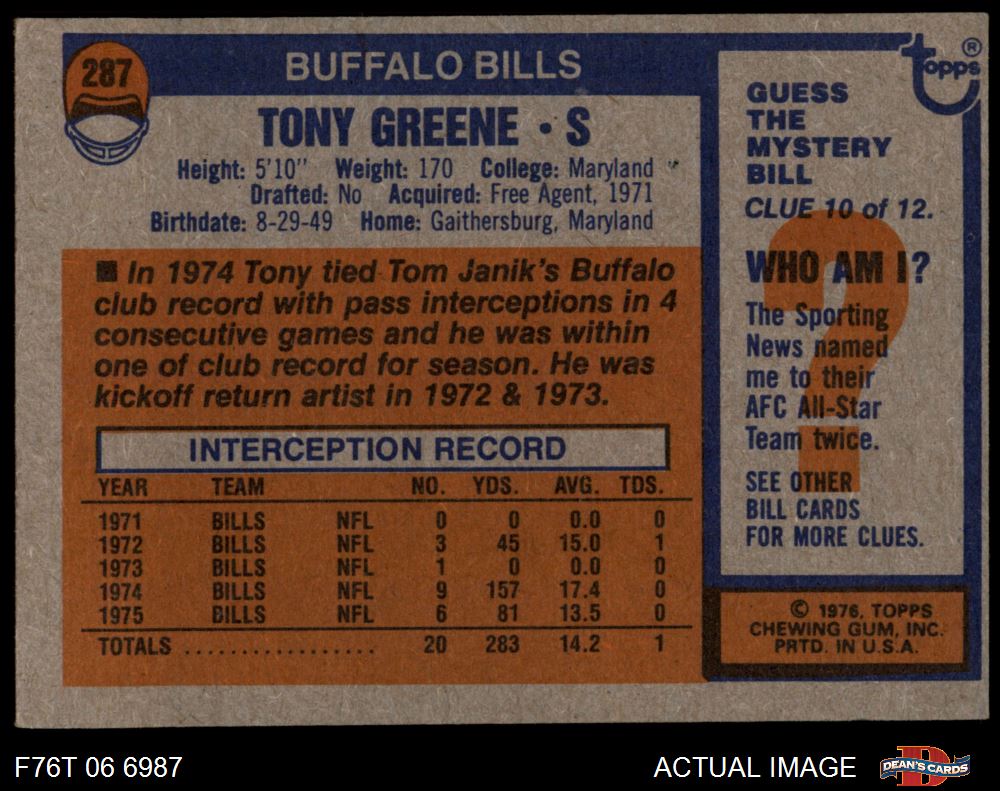 287
BUFFALO BILLS
TONY GREENE • S
Height: 5'10" Weight: 170 College: Maryland
Drafted: No Acquired: Free Agent, 1971
Birthdate: 8-29-49 Home: Gaithersburg, Maryland
■ In 1974 Tony tied Tom Janik's Buffalo
club record with pass interceptions in 4
consecutive games and he was within
one of club record for season. He was
kickoff return artist in 1972 & 1973.
INTERCEPTION RECORD
YEAR TEAM NO. YDS. AVG. TDS.
1971 BILLS NFL 0 0 0.0 0
1972 BILLS NFL 3 45 15.0 1
1973 BILLS NFL 1 0 0.0 0
1974 BILLS NFL 9 157 17.4 0
1975 BILLS NFL 6 81 13.5 0
TOTALS ................. 20 283 14.2 1
topps ®
GUESS
THE
MYSTERY
BILL
CLUE 10 of 12.
?
WHO AM I?
The Sporting
News named
me to their
AFC All-Star
Team twice.
SEE OTHER
BILL CARDS
FOR MORE CLUES.
© 1976, TOPPS
CHEWING GUM, INC.
PRTD. IN U.S.A.
F76T 06 6987
ACTUAL IMAGE
D
DEAN'S CARDS